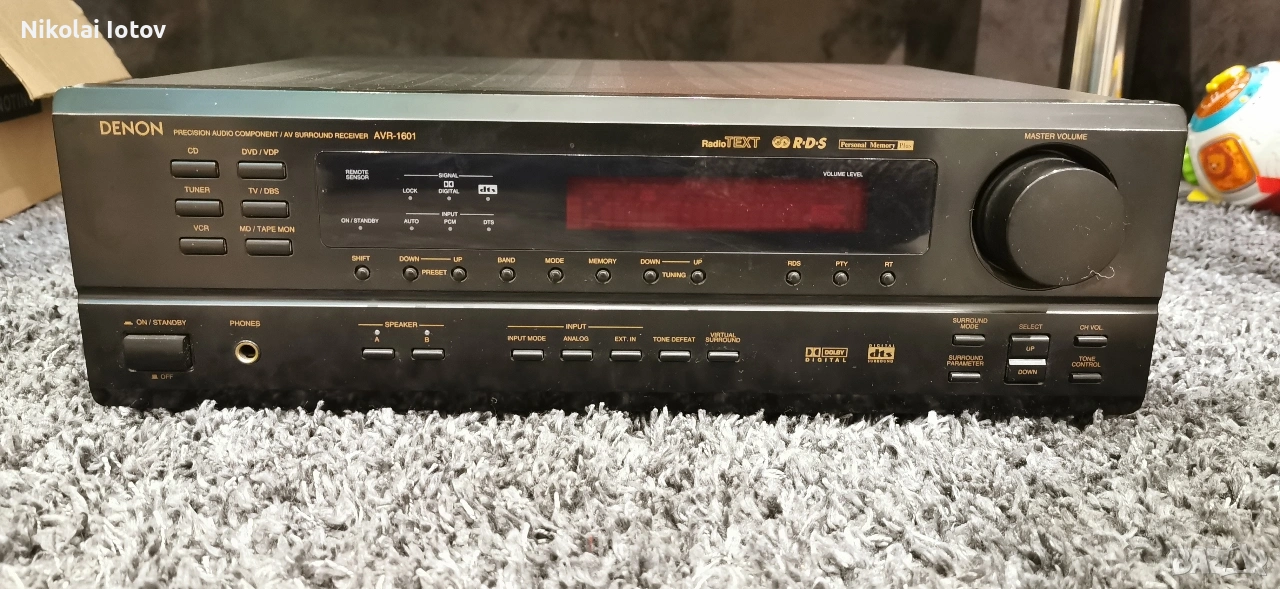 Nikolai Iotov
DENON PRECISION AUDIO COMPONENT / AV SURROUND RECEIVER AVR-1601
RadioTEXT R·D·S Personal Memory Plus
MASTER VOLUME
CD DVD / VDP
TUNER TV / DBS
VCR MD / TAPE MON
REMOTE
SENSOR
SIGNAL
LOCK DIGITAL dts
INPUT
ON / STANDBY AUTO PCM DTS
VOLUME LEVEL
SHIFT DOWN UP BAND MODE MEMORY DOWN UP RDS PTY RT
PRESET TUNING
ON / STANDBY
OFF
PHONES
SPEAKER
A B
INPUT
INPUT MODE ANALOG EXT. IN TONE DEFEAT VIRTUAL
SURROUND
DOLBY
DIGITAL
DIGITAL
dts
SURROUND
SURROUND
MODE
SELECT
CH VOL
UP
SURROUND
PARAMETER
DOWN
TONE
CONTROL